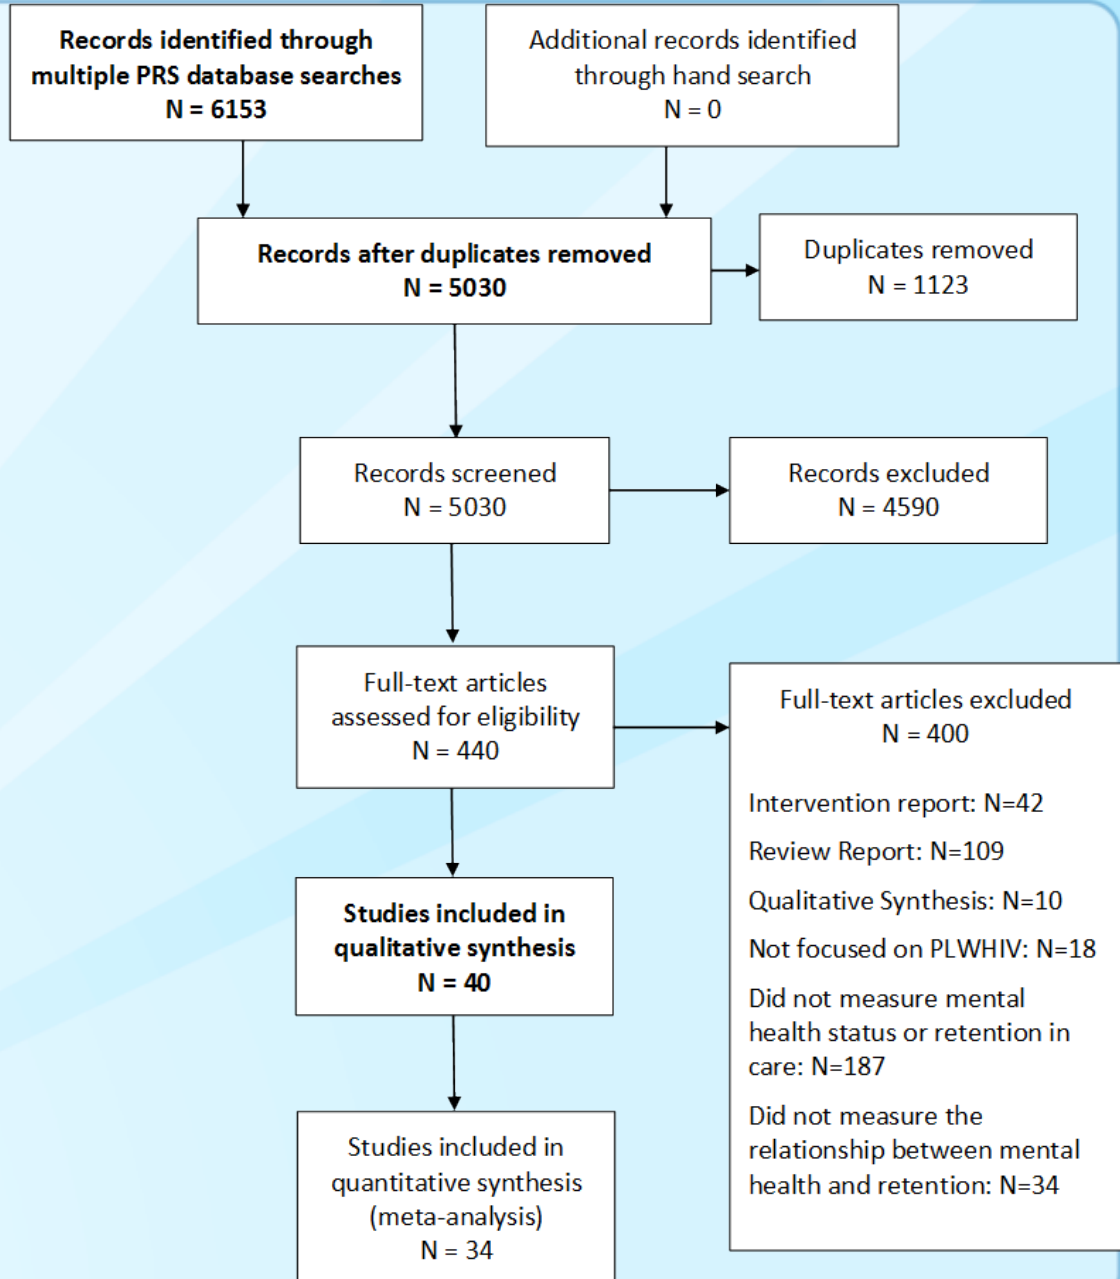 Records identified through
multiple PRS database searches
N = 6153
Additional records identified
through hand search
N = 0
Records after duplicates removed
N = 5030
Duplicates removed
N = 1123
Records screened
N = 5030
Records excluded
N = 4590
Full-text articles
assessed for eligibility
N = 440
Full-text articles excluded
N = 400
Intervention report: N=42
Review Report: N=109
Qualitative Synthesis: N=10
Not focused on PLWHIV: N=18
Did not measure mental
health status or retention in
care: N=187
Did not measure the
relationship between mental
health and retention: N=34
Studies included in
qualitative synthesis
N = 40
Studies included in
quantitative synthesis
(meta-analysis)
N = 34